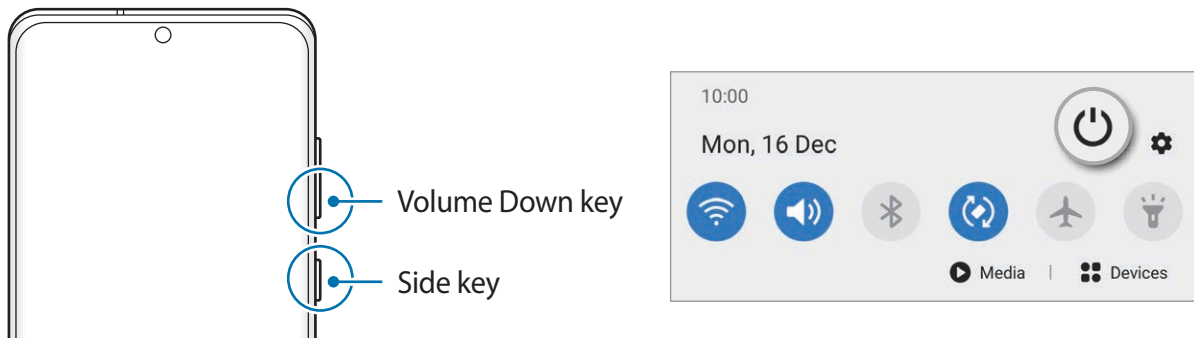 Volume Down key
Side key
10:00
Mon, 16 Dec
Media | Devices